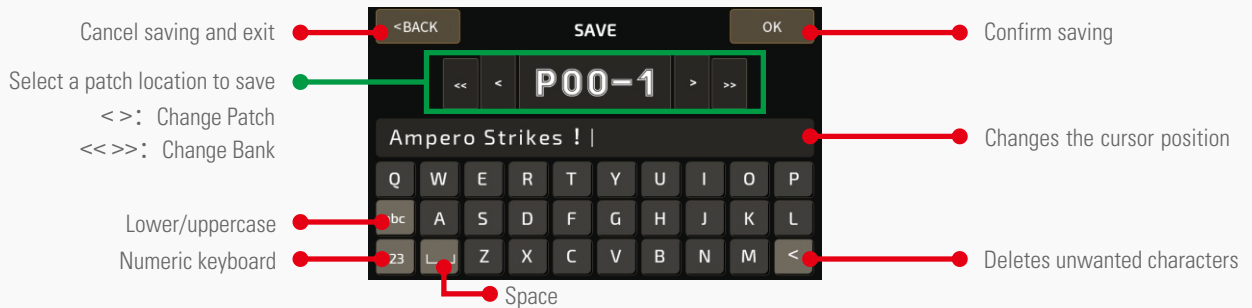 Cancel saving and exit
<BACK
SAVE
OK
Confirm saving
Select a patch location to save
< >: Change Patch
<< >>: Change Bank
<< < P00-1 > >>
Ampero Strikes !
Changes the cursor position
Q W E R T Y U I O P
Lower/uppercase
abc A S D F G H J K L
Numeric keyboard
123 Z X C V B N M <
Deletes unwanted characters
Space